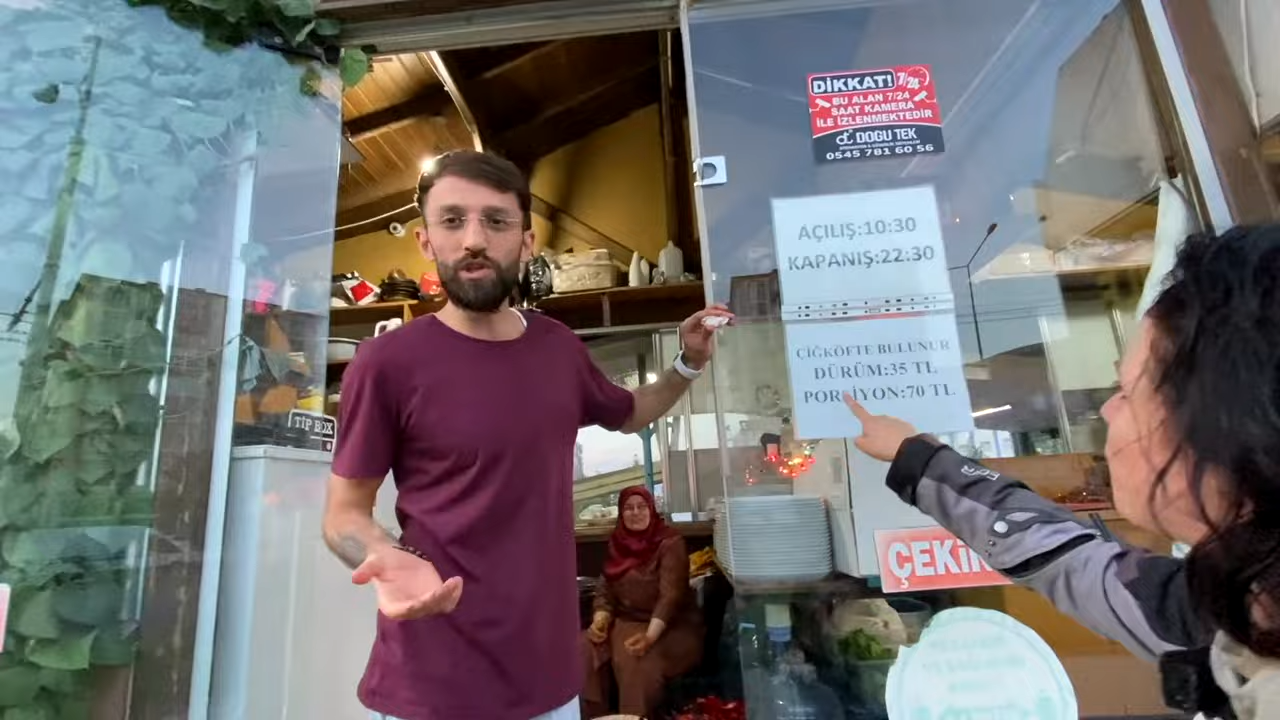 DİKKAT! 7/24
BU ALAN 7/24
SAAT KAMERA
İLE İZLENMEKTEDİR
DOGU TEK
0545 781 60 56
AÇILIŞ:10:30
KAPANIŞ:22:30
ÇİĞKÖFTE BULUNUR
DÜRÜM:35 TL
PORSİYON:70 TL
TİP BOX
ÇEKİN